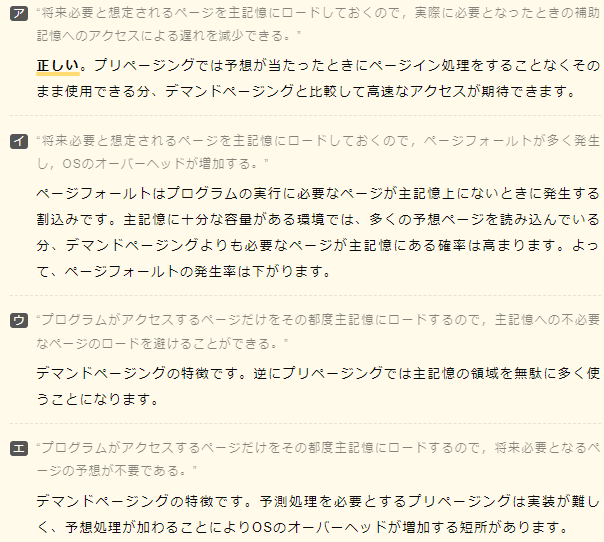 ア “将来必要と想定されるページを主記憶にロードしておくので，実際に必要となったときの補助
記憶へのアクセスによる遅れを減少できる。”
正しい。プリページングでは予想が当たったときにページイン処理をすることなくその
まま使用できる分、デマンドページングと比較して高速なアクセスが期待できます。
イ “将来必要と想定されるページを主記憶にロードしておくので，ページフォールトが多く発生
し，OSのオーバーヘッドが増加する。”
ページフォールトはプログラムの実行に必要なページが主記憶上にないときに発生する
割込みです。主記憶に十分な容量がある環境では、多くの予想ページを読み込んでいる
分、デマンドページングよりも必要なページが主記憶にある確率は高まります。よっ
て、ページフォールトの発生率は下がります。
ウ “プログラムがアクセスするページだけをその都度主記憶にロードするので，主記憶への不必要
なページのロードを避けることができる。”
デマンドページングの特徴です。逆にプリページングでは主記憶の領域を無駄に多く使
うことになります。
エ “プログラムがアクセスするページだけをその都度主記憶にロードするので，将来必要となるペ
ージの予想が不要である。”
デマンドページングの特徴です。予測処理を必要とするプリページングは実装が難し
く、予想処理が加わることによりOSのオーバーヘッドが増加する短所があります。